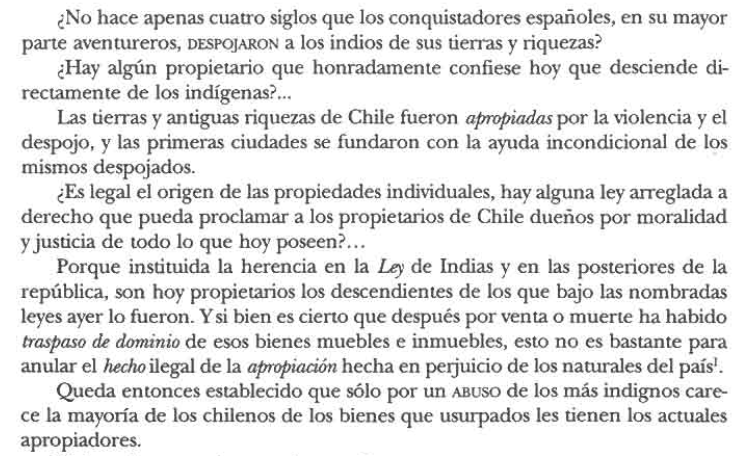 ¿No hace apenas cuatro siglos que los conquistadores españoles, en su mayor
parte aventureros, DESPOJARON a los indios de sus tierras y riquezas?
¿Hay algún propietario que honradamente confiese hoy que desciende di-
rectamente de los indígenas?...
Las tierras y antiguas riquezas de Chile fueron apropiadas por la violencia y el
despojo, y las primeras ciudades se fundaron con la ayuda incondicional de los
mismos despojados.
¿Es legal el origen de las propiedades individuales, hay alguna ley arreglada a
derecho que pueda proclamar a los propietarios de Chile dueños por moralidad
y justicia de todo lo que hoy poseen?...
Porque instituida la herencia en la Ley de Indias y en las posteriores de la
república, son hoy propietarios los descendientes de los que bajo las nombradas
leyes ayer lo fueron. Y si bien es cierto que después por venta o muerte ha habido
traspaso de dominio de esos bienes muebles e inmuebles, esto no es bastante para
anular el hecho ilegal de la apropiación hecha en perjuicio de los naturales del país¹.
Queda entonces establecido que sólo por un ABUSO de los más indignos care-
ce la mayoría de los chilenos de los bienes que usurpados les tienen los actuales
apropiadores.